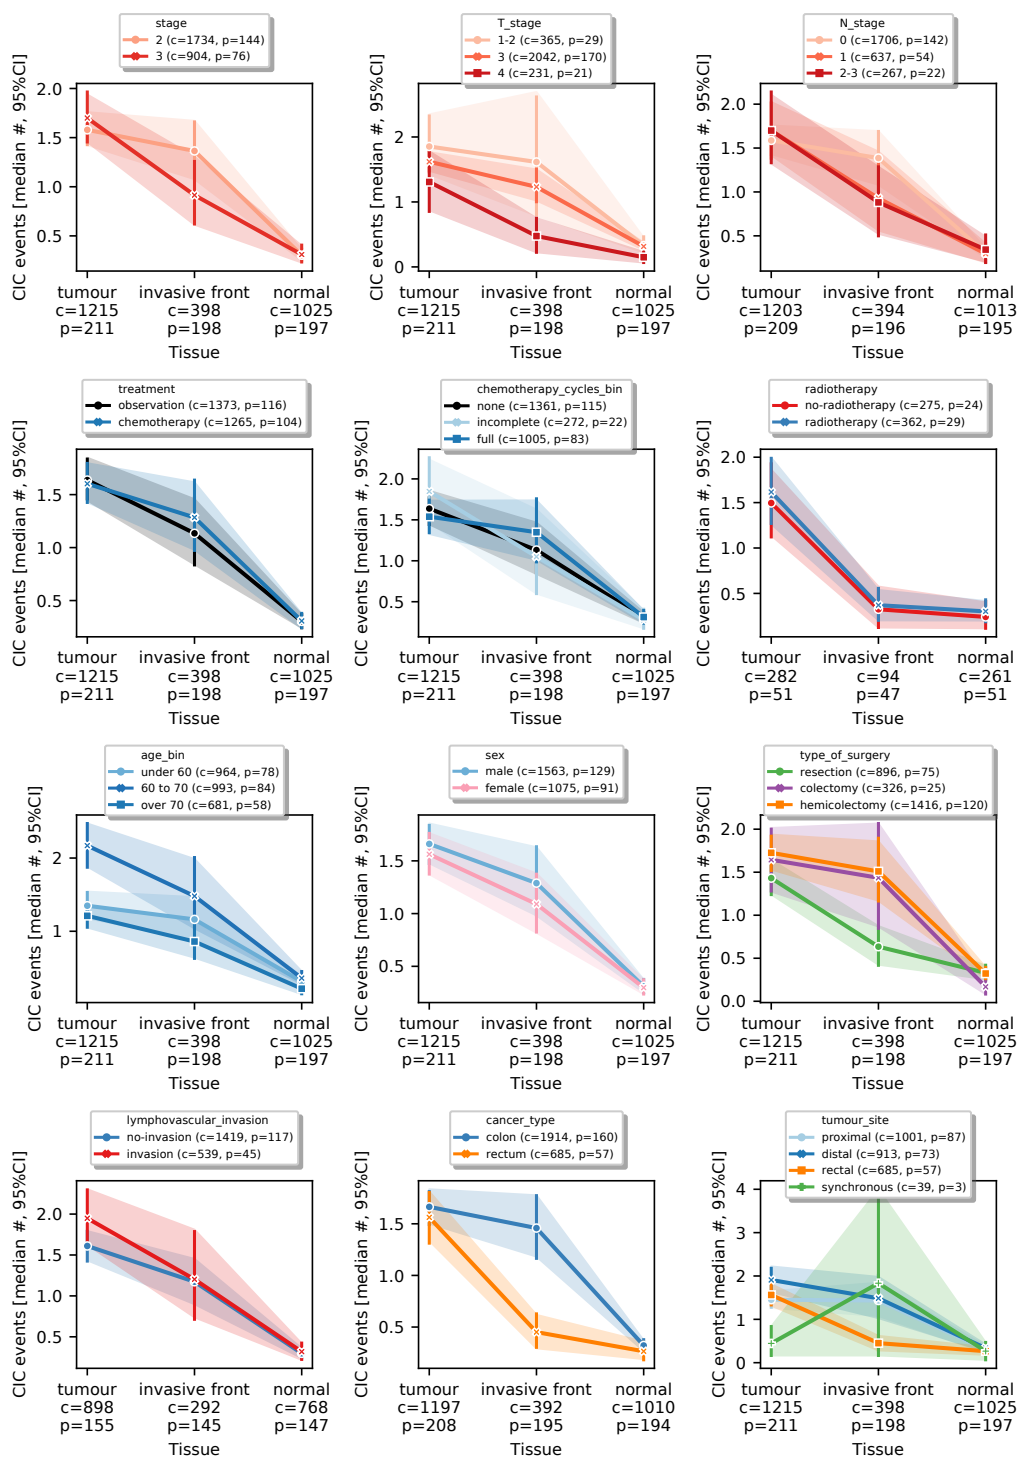 stage
2 (c=1734, p=144)
3 (c=904, p=76)
CIC events [median #, 95%CI]
2.0
1.5
1.0
0.5
tumour
c=1215
p=211
invasive front
c=398
p=198
normal
c=1025
p=197
Tissue
T_stage
1-2 (c=365, p=29)
3 (c=2042, p=170)
4 (c=231, p=21)
CIC events [median #, 95%CI]
2
1
0
tumour
c=1215
p=211
invasive front
c=398
p=198
normal
c=1025
p=197
Tissue
N_stage
0 (c=1706, p=142)
1 (c=637, p=54)
2-3 (c=267, p=22)
CIC events [median #, 95%CI]
2.0
1.5
1.0
0.5
tumour
c=1203
p=209
invasive front
c=394
p=196
normal
c=1013
p=195
Tissue
treatment
observation (c=1373, p=116)
chemotherapy (c=1265, p=104)
CIC events [median #, 95%CI]
1.5
1.0
0.5
tumour
c=1215
p=211
invasive front
c=398
p=198
normal
c=1025
p=197
Tissue
chemotherapy_cycles_bin
none (c=1361, p=115)
incomplete (c=272, p=22)
full (c=1005, p=83)
CIC events [median #, 95%CI]
2.0
1.5
1.0
0.5
tumour
c=1215
p=211
invasive front
c=398
p=198
normal
c=1025
p=197
Tissue
radiotherapy
no-radiotherapy (c=275, p=24)
radiotherapy (c=362, p=29)
CIC events [median #, 95%CI]
2.0
1.5
1.0
0.5
tumour
c=282
p=51
invasive front
c=94
p=47
normal
c=261
p=51
Tissue
age_bin
under 60 (c=964, p=78)
60 to 70 (c=993, p=84)
over 70 (c=681, p=58)
CIC events [median #, 95%CI]
2
1
tumour
c=1215
p=211
invasive front
c=398
p=198
normal
c=1025
p=197
Tissue
sex
male (c=1563, p=129)
female (c=1075, p=91)
CIC events [median #, 95%CI]
1.5
1.0
0.5
tumour
c=1215
p=211
invasive front
c=398
p=198
normal
c=1025
p=197
Tissue
type_of_surgery
resection (c=896, p=75)
colectomy (c=326, p=25)
hemicolectomy (c=1416, p=120)
CIC events [median #, 95%CI]
2.0
1.5
1.0
0.5
0.0
tumour
c=1215
p=211
invasive front
c=398
p=198
normal
c=1025
p=197
Tissue
lymphovascular_invasion
no-invasion (c=1419, p=117)
invasion (c=539, p=45)
CIC events [median #, 95%CI]
2.0
1.5
1.0
0.5
tumour
c=898
p=155
invasive front
c=292
p=145
normal
c=768
p=147
Tissue
cancer_type
colon (c=1914, p=160)
rectum (c=685, p=57)
CIC events [median #, 95%CI]
1.5
1.0
0.5
tumour
c=1197
p=208
invasive front
c=392
p=195
normal
c=1010
p=194
Tissue
tumour_site
proximal (c=1001, p=87)
distal (c=913, p=73)
rectal (c=685, p=57)
synchronous (c=39, p=3)
CIC events [median #, 95%CI]
4
3
2
1
0
tumour
c=1215
p=211
invasive front
c=398
p=198
normal
c=1025
p=197
Tissue